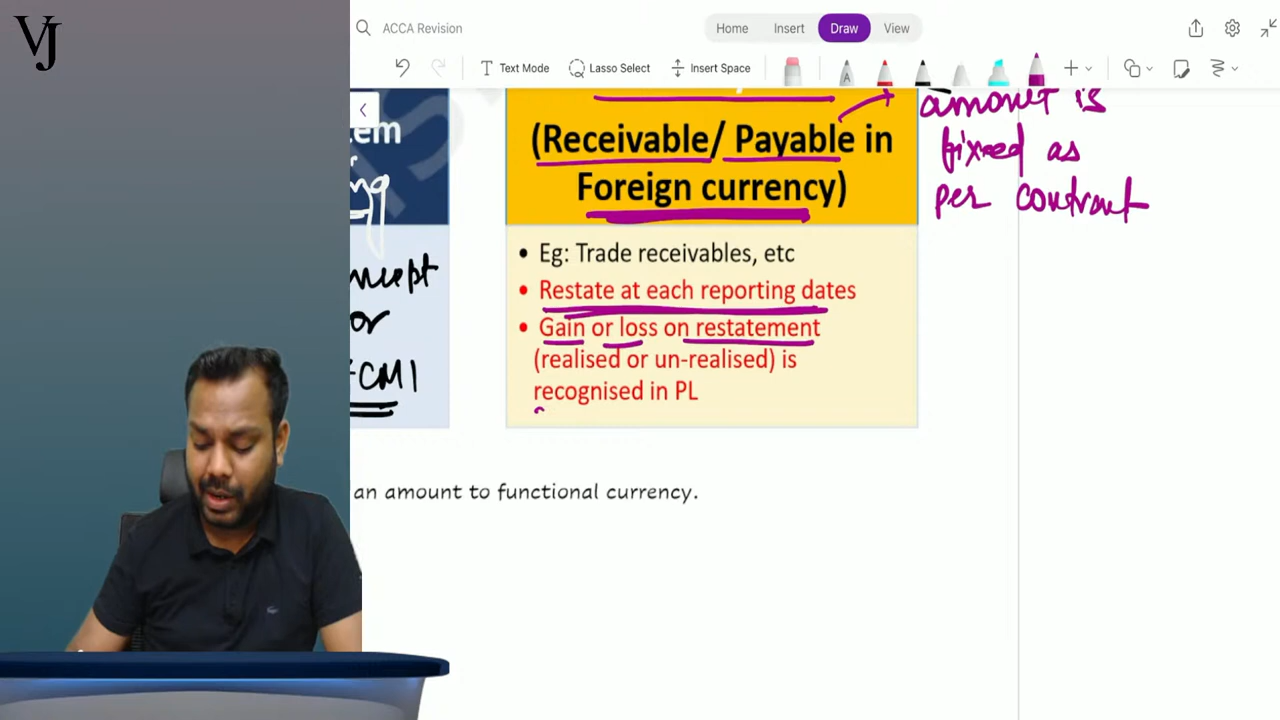 VJ
ACCA Revision
Home Insert Draw View
Text Mode Lasso Select Insert Space
amount is
fixed as
per contract
(Receivable/ Payable in
Foreign currency)
• Eg: Trade receivables, etc
• Restate at each reporting dates
• Gain or loss on restatement
(realised or un-realised) is
recognised in PL
or
an amount to functional currency.